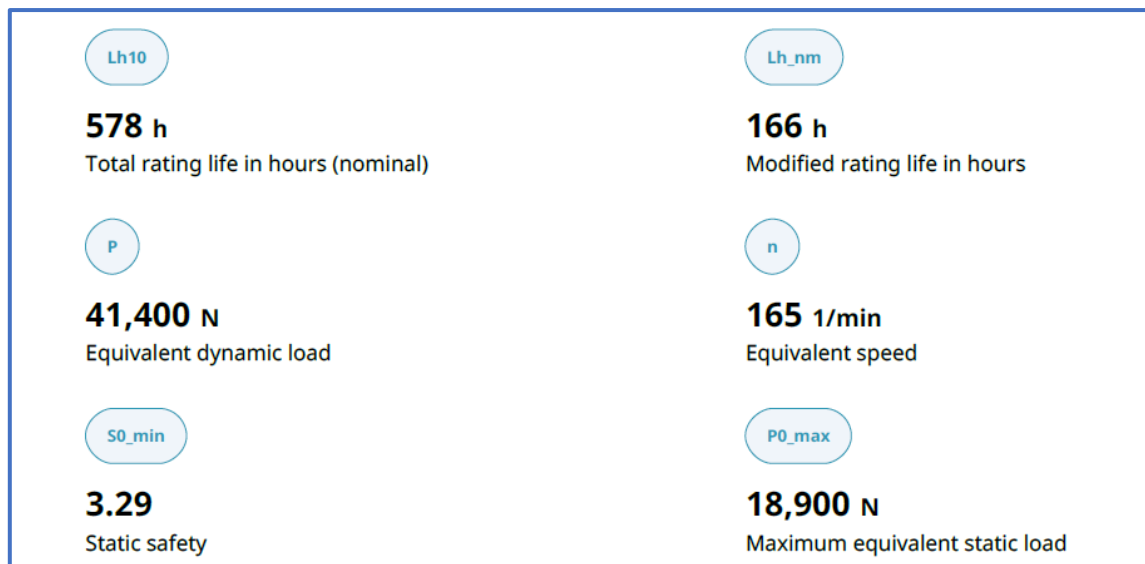 Lh10
Lh_nm
578 h
166 h
Total rating life in hours (nominal)
Modified rating life in hours
P
n
41,400 N
165 1/min
Equivalent dynamic load
Equivalent speed
S0_min
P0_max
3.29
18,900 N
Static safety
Maximum equivalent static load